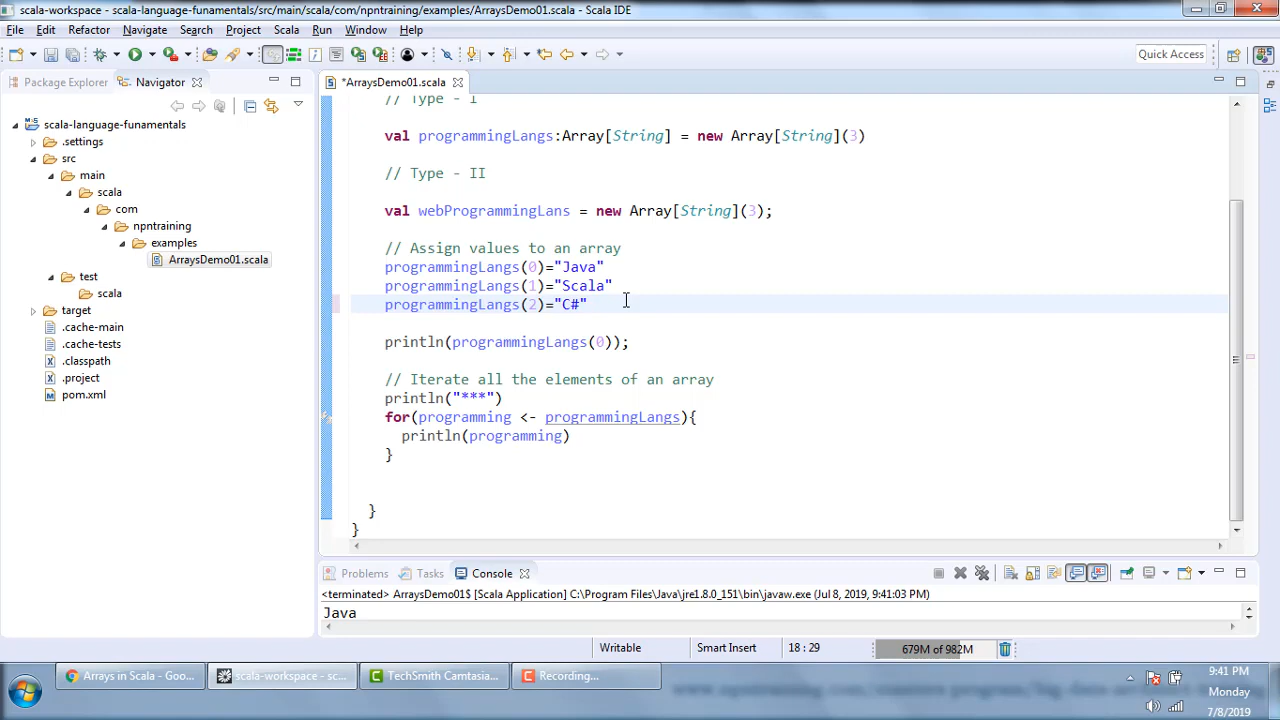 scala-workspace - scala-language-funamentals/src/main/scala/com/npntraining/examples/ArraysDemo01.scala - Scala IDE
File Edit Refactor Navigate Search Project Scala Run Window Help
Quick Access
Package Explorer Navigator
*ArraysDemo01.scala
scala-language-funamentals
.settings
src
main
scala
com
npntraining
examples
ArraysDemo01.scala
test
scala
target
.cache-main
.cache-tests
.classpath
.project
pom.xml
// Type - I
val programmingLangs:Array[String] = new Array[String](3)
// Type - II
val webProgrammingLans = new Array[String](3);
// Assign values to an array
programmingLangs(0)="Java"
programmingLangs(1)="Scala"
programmingLangs(2)="C#"
println(programmingLangs(0));
// Iterate all the elements of an array
println("***")
for(programming <- programmingLangs){
println(programming)
}
}
}
Problems Tasks Console
<terminated> ArraysDemo01$ [Scala Application] C:\Program Files\Java\jre1.8.0_151\bin\javaw.exe (Jul 8, 2019, 9:41:03 PM)
Java
Writable Smart Insert 18 : 29 679M of 982M
Arrays in Scala - Goo... scala-workspace - sc... TechSmith Camtasia... Recording...
9:41 PM
Monday
7/8/2019